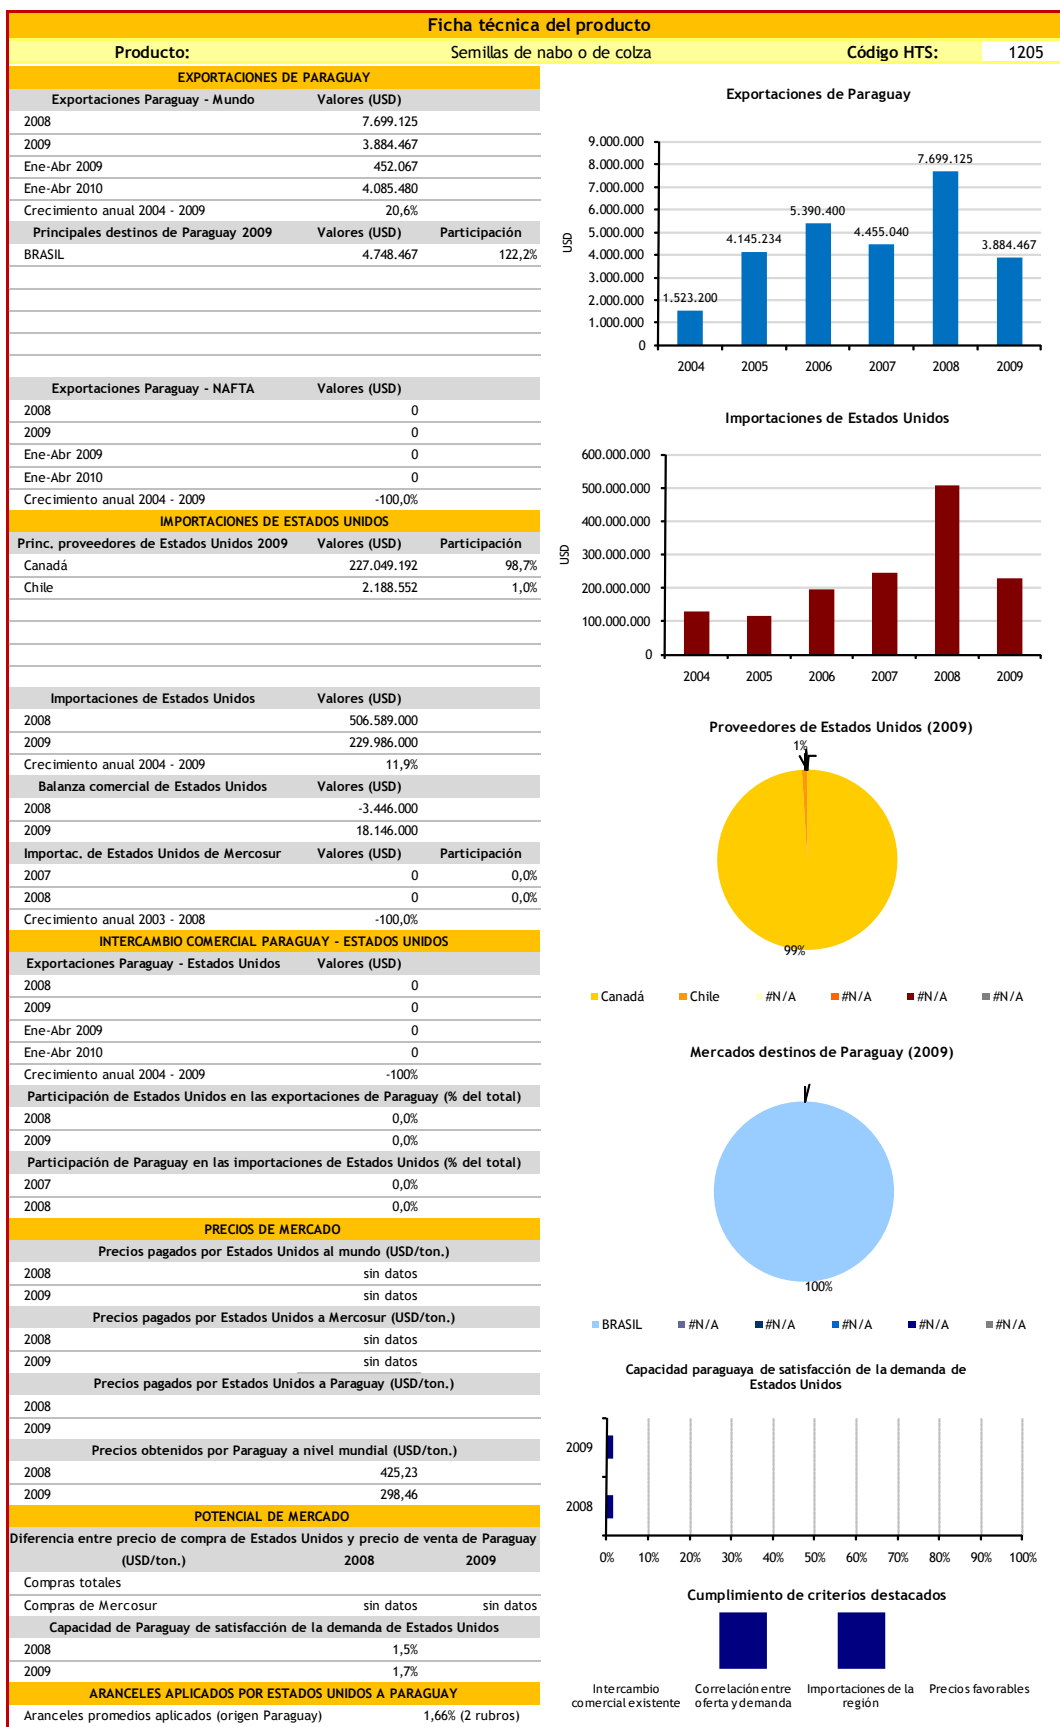 Ficha técnica del producto
Producto: Semillas de nabo o de colza Código HTS: 1205
EXPORTACIONES DE PARAGUAY
Exportaciones Paraguay - Mundo Valores (USD)
2008 7.699.125
2009 3.884.467
Ene-Abr 2009 452.067
Ene-Abr 2010 4.085.480
Crecimiento anual 2004 - 2009 20,6%
Principales destinos de Paraguay 2009 Valores (USD) Participación
BRASIL 4.748.467 122,2%
Exportaciones Paraguay - NAFTA Valores (USD)
2008 0
2009 0
Ene-Abr 2009 0
Ene-Abr 2010 0
Crecimiento anual 2004 - 2009 -100,0%
IMPORTACIONES DE ESTADOS UNIDOS
Princ. proveedores de Estados Unidos 2009 Valores (USD) Participación
Canadá 227.049.192 98,7%
Chile 2.188.552 1,0%
Importaciones de Estados Unidos Valores (USD)
2008 506.589.000
2009 229.986.000
Crecimiento anual 2004 - 2009 11,9%
Balanza comercial de Estados Unidos Valores (USD)
2008 -3.446.000
2009 18.146.000
Importac. de Estados Unidos de Mercosur Valores (USD) Participación
2007 0 0,0%
2008 0 0,0%
Crecimiento anual 2003 - 2008 -100,0%
INTERCAMBIO COMERCIAL PARAGUAY - ESTADOS UNIDOS
Exportaciones Paraguay - Estados Unidos Valores (USD)
2008 0
2009 0
Ene-Abr 2009 0
Ene-Abr 2010 0
Crecimiento anual 2004 - 2009 -100%
Participación de Estados Unidos en las exportaciones de Paraguay (% del total)
2008 0,0%
2009 0,0%
Participación de Paraguay en las importaciones de Estados Unidos (% del total)
2007 0,0%
2008 0,0%
PRECIOS DE MERCADO
Precios pagados por Estados Unidos al mundo (USD/ton.)
2008 sin datos
2009 sin datos
Precios pagados por Estados Unidos a Mercosur (USD/ton.)
2008 sin datos
2009 sin datos
Precios pagados por Estados Unidos a Paraguay (USD/ton.)
2008
2009
Precios obtenidos por Paraguay a nivel mundial (USD/ton.)
2008 425,23
2009 298,46
POTENCIAL DE MERCADO
Diferencia entre precio de compra de Estados Unidos y precio de venta de Paraguay
(USD/ton.) 2008 2009
Compras totales
Compras de Mercosur sin datos sin datos
Capacidad de Paraguay de satisfacción de la demanda de Estados Unidos
2008 1,5%
2009 1,7%
ARANCELES APLICADOS POR ESTADOS UNIDOS A PARAGUAY
Aranceles promedios aplicados (origen Paraguay) 1,66% (2 rubros)
Exportaciones de Paraguay
USD
9.000.000
8.000.000
7.000.000
6.000.000
5.000.000
4.000.000
3.000.000
2.000.000
1.000.000
0
1.523.200
4.145.234
5.390.400
4.455.040
7.699.125
3.884.467
2004 2005 2006 2007 2008 2009
Importaciones de Estados Unidos
USD
600.000.000
500.000.000
400.000.000
300.000.000
200.000.000
100.000.000
0
2004 2005 2006 2007 2008 2009
Proveedores de Estados Unidos (2009)
1%
99%
Canadá Chile #N/A #N/A #N/A #N/A
Mercados destinos de Paraguay (2009)
100%
BRASIL #N/A #N/A #N/A #N/A #N/A
Capacidad paraguaya de satisfacción de la demanda de
Estados Unidos
2009
2008
0% 10% 20% 30% 40% 50% 60% 70% 80% 90% 100%
Cumplimiento de criterios destacados
Intercambio comercial existente
Correlación entre oferta y demanda
Importaciones de la región
Precios favorables